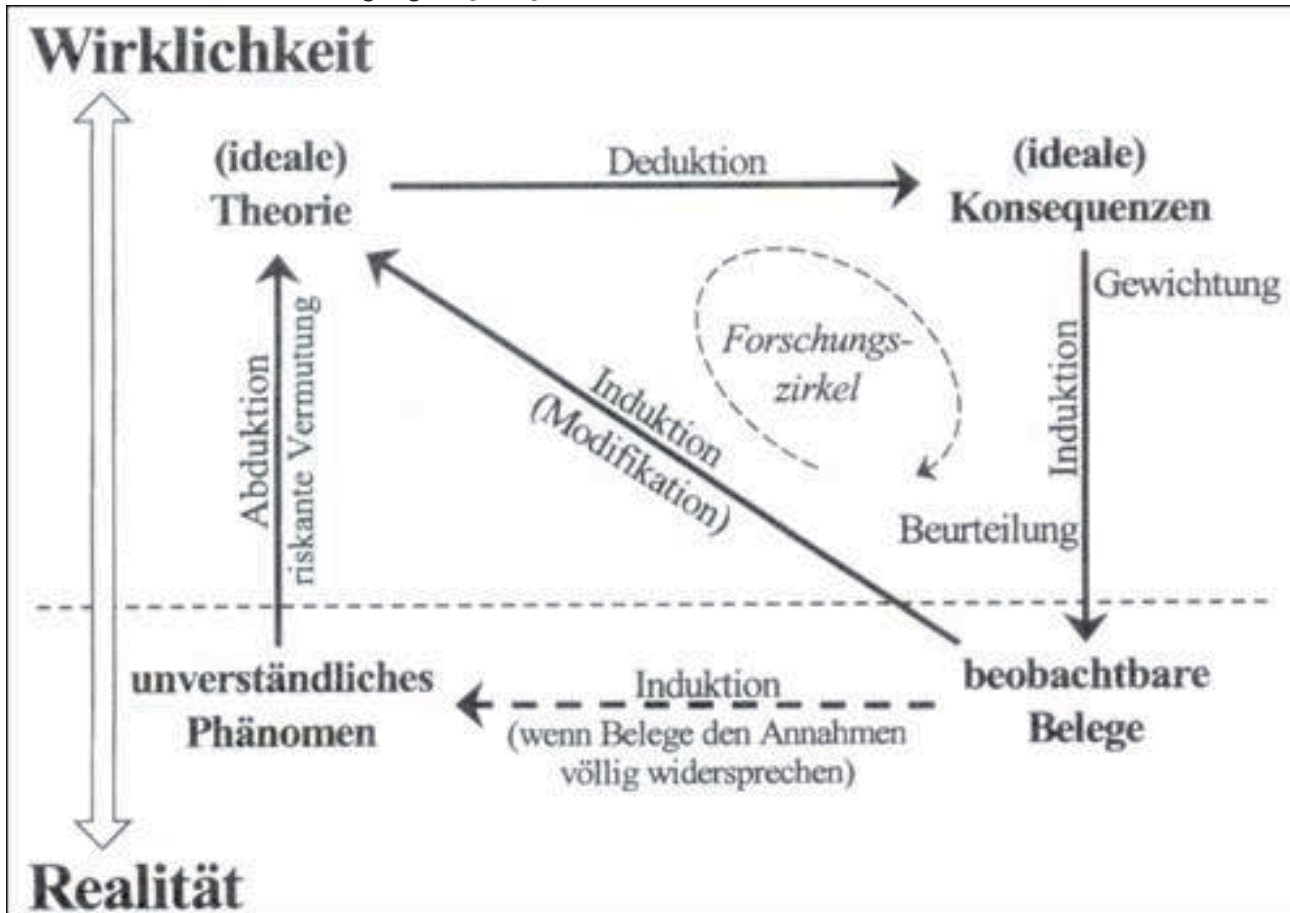 Wirklichkeit
(ideale)
Theorie
Deduktion
(ideale)
Konsequenzen
Gewichtung
Induktion
Beurteilung
Forschungs-
zirkel
Induktion
(Modifikation)
Abduktion
riskante Vermutung
unverständliches
Phänomen
Induktion
(wenn Belege den Annahmen
völlig widersprechen)
beobachtbare
Belege
Realität